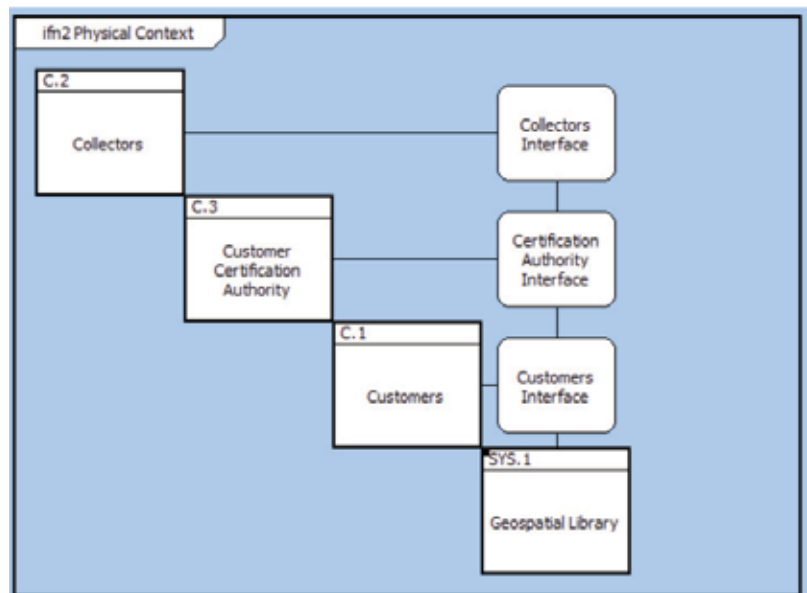 ifn2 Physical Context
C.2
Collectors
Collectors
Interface
C.3
Customer
Certification
Authority
Certification
Authority
Interface
C.1
Customers
Customers
Interface
SYS.1
Geospatial Library